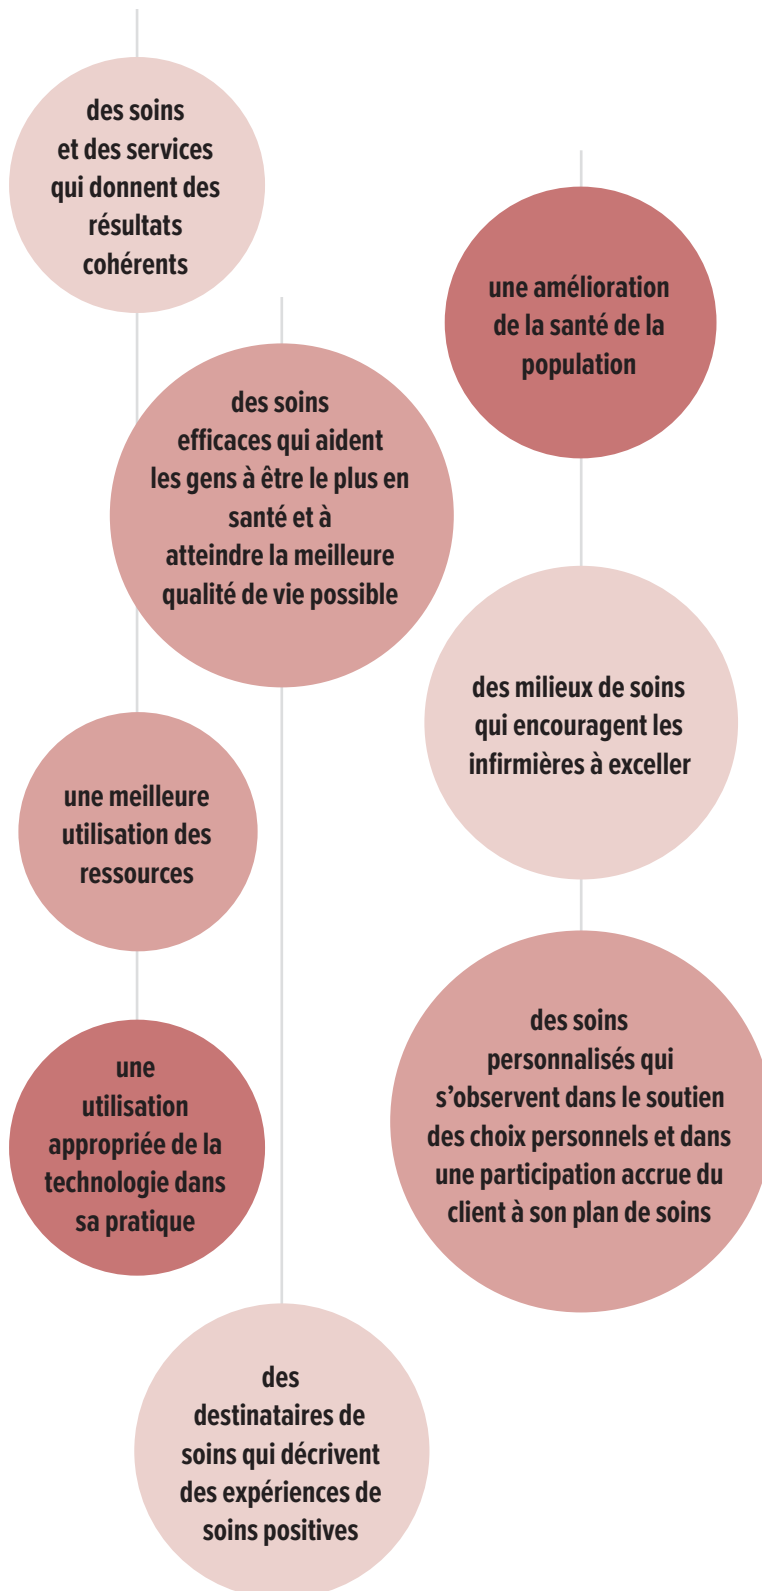 des soins
et des services
qui donnent des
résultats
cohérents
une amélioration
de la santé de la
population
des soins
efficaces qui aident
les gens à être le plus en
santé et à
atteindre la meilleure
qualité de vie possible
des milieux de soins
qui encouragent les
infirmières à exceller
une meilleure
utilisation des
ressources
des soins
personnalisés qui
s’observent dans le soutien
des choix personnels et dans
une participation accrue du
client à son plan de soins
une
utilisation
appropriée de la
technologie dans
sa pratique
des
destinataires de
soins qui décrivent
des expériences de
soins positives